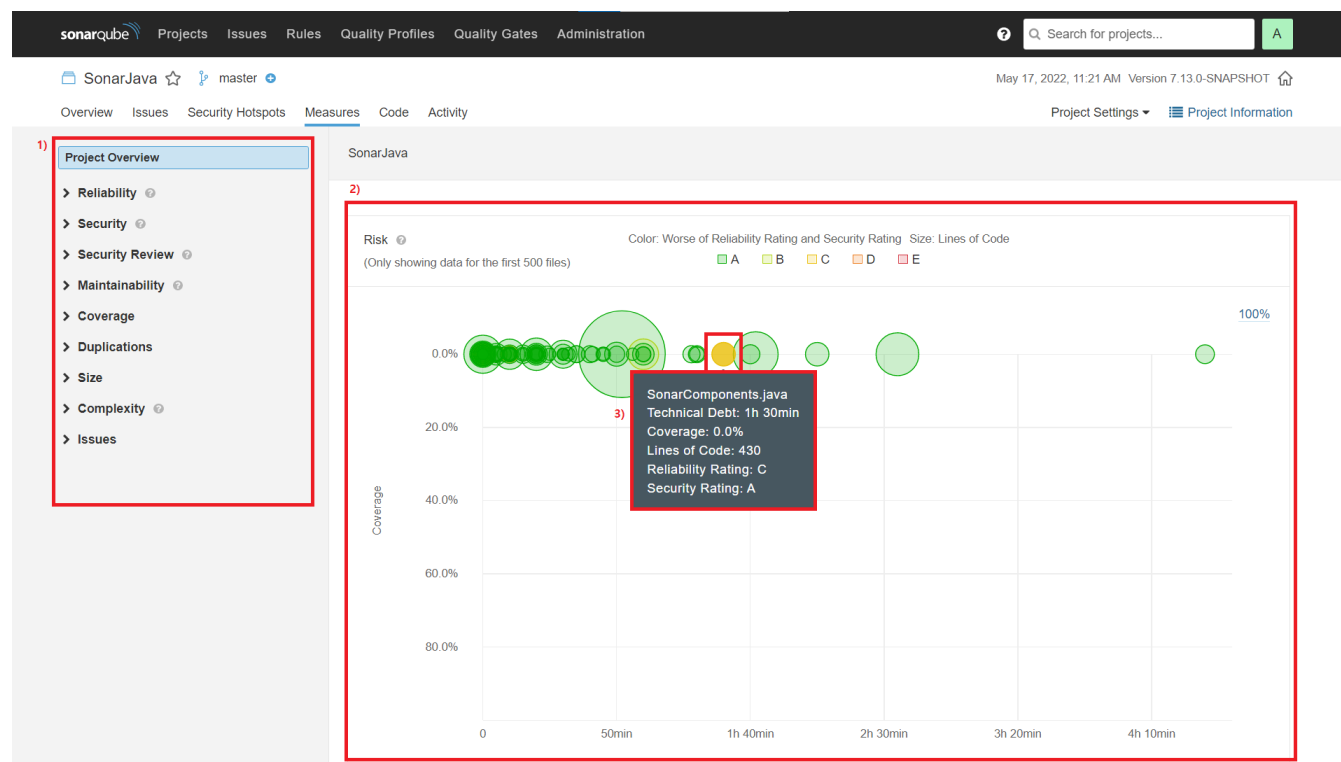 sonarqube Projects Issues Rules Quality Profiles Quality Gates Administration ? Search for projects... A
SonarJava master May 17, 2022, 11:21 AM Version 7.13.0-SNAPSHOT
Overview Issues Security Hotspots Measures Code Activity Project Settings Project Information
1)
Project Overview
Reliability ?
Security ?
Security Review ?
Maintainability ?
Coverage
Duplications
Size
Complexity ?
Issues
SonarJava
2)
Risk ? Color: Worse of Reliability Rating and Security Rating Size: Lines of Code
(Only showing data for the first 500 files) A B C D E
100%
0.0%
20.0%
40.0%
60.0%
80.0%
Coverage
3)
SonarComponents.java
Technical Debt: 1h 30min
Coverage: 0.0%
Lines of Code: 430
Reliability Rating: C
Security Rating: A
0 50min 1h 40min 2h 30min 3h 20min 4h 10min